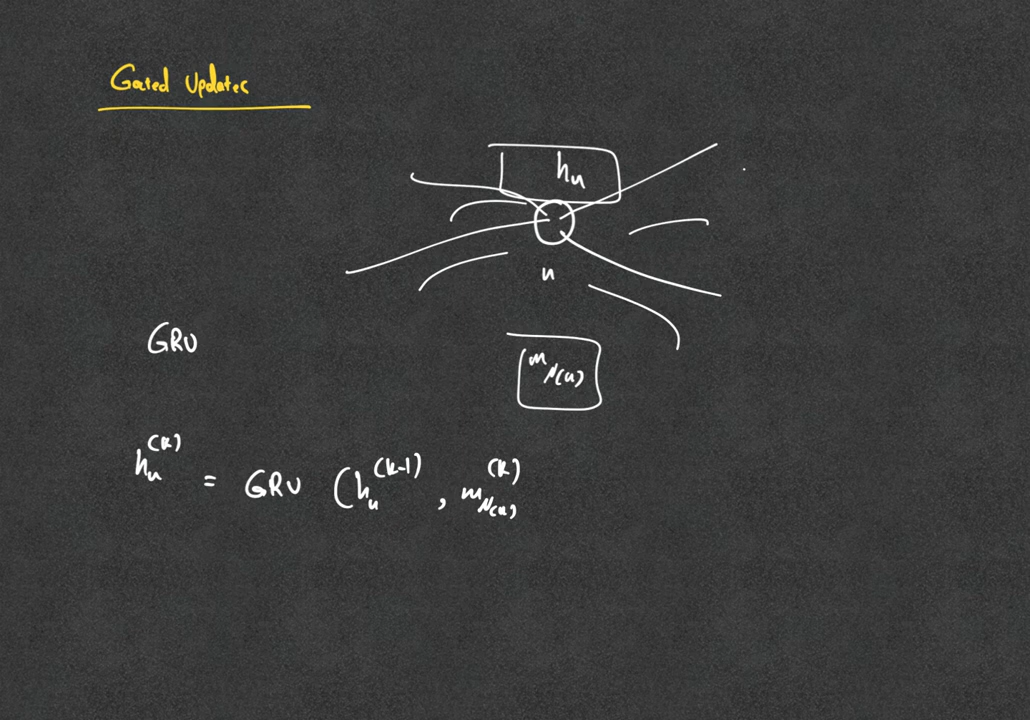 Gated Updates
h_u
u
GRU
m_N(u)
h_u^(k) = GRU (h_u^(k-1), m_N(u)^(k)